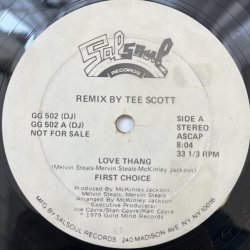 Salsoul
RECORDS
REMIX BY TEE SCOTT
GG 502 (DJ)
GG 502 A (DJ)
NOT FOR SALE
SIDE A
STEREO
ASCAP
8:04
33 1/3 RPM
LOVE THANG
(Melvin Steals-Mervin Steals-McKinley Jackson)
FIRST CHOICE
Produced By McKinley Jackson,
Melvin Steals-Mervin Steals
Arranged By McKinley Jackson
Executive Producers:
Joe Cayre/Stan Cayre/Ken Cayre
℗ 1979 Gold Mind Records
MFG BY SALSOUL RECORDS 240 MADISON AVE NY NY 10016